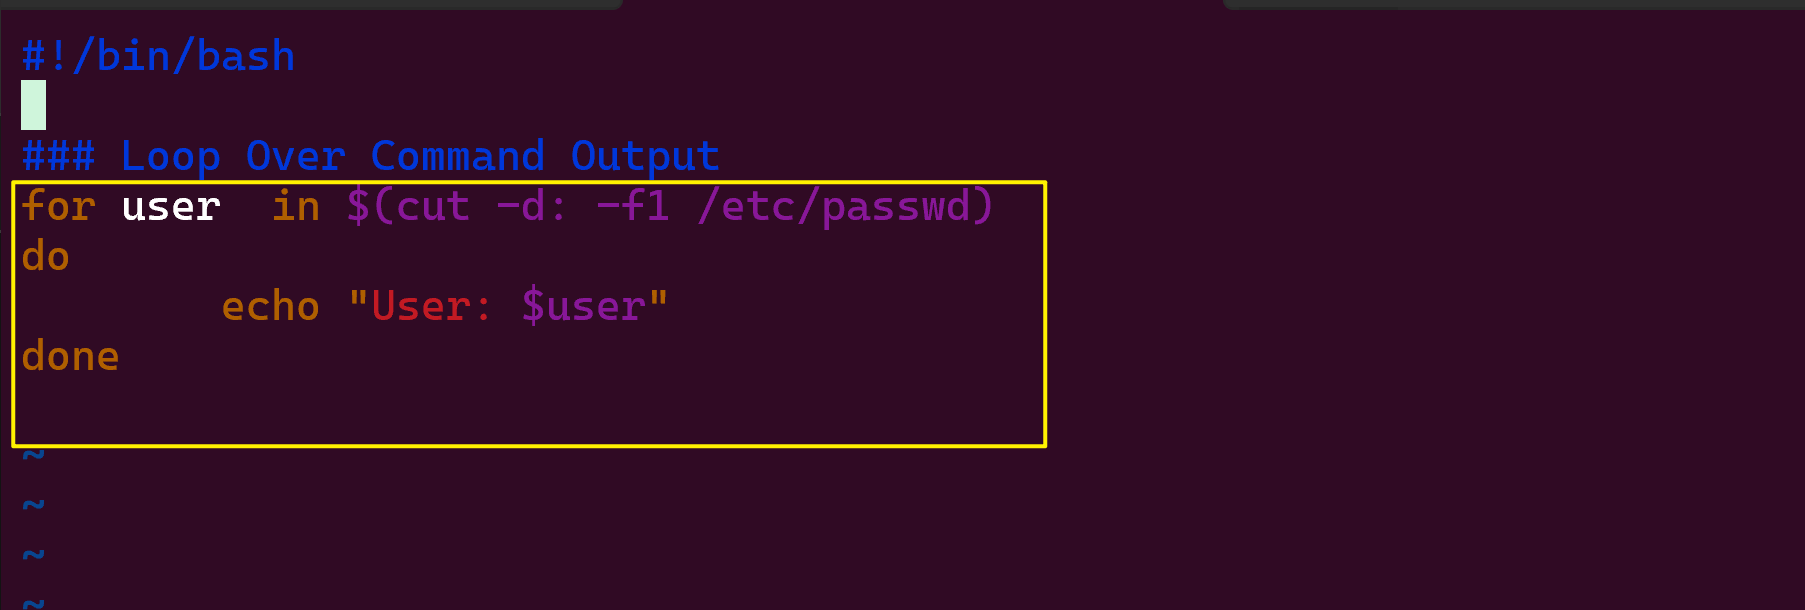 #!/bin/bash
### Loop Over Command Output
for user  in $(cut -d: -f1 /etc/passwd)
do
        echo "User: $user"
done
~
~
~
~